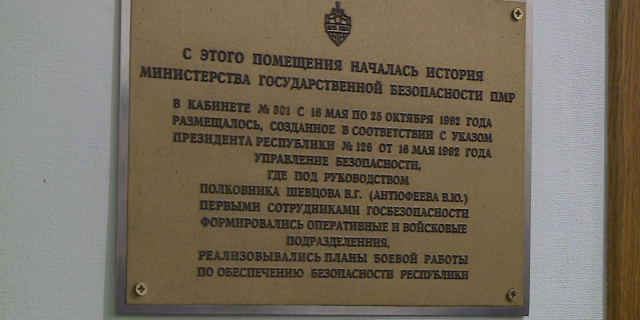 С ЭТОГО ПОМЕЩЕНИЯ НАЧАЛАСЬ ИСТОРИЯ
МИНИСТЕРСТВА ГОСУДАРСТВЕННОЙ БЕЗОПАСНОСТИ ПМР
В КАБИНЕТЕ № 301 С 16 МАЯ ПО 25 ОКТЯБРЯ 1992 ГОДА
РАЗМЕЩАЛОСЬ, СОЗДАННОЕ В СООТВЕТСТВИИ С УКАЗОМ
ПРЕЗИДЕНТА РЕСПУБЛИКИ № 126 ОТ 16 МАЯ 1992 ГОДА
УПРАВЛЕНИЕ БЕЗОПАСНОСТИ,
ГДЕ ПОД РУКОВОДСТВОМ
ПОЛКОВНИКА ШЕВЦОВА В.Г. (АНТЮФЕЕВА В.Ю.)
ПЕРВЫМИ СОТРУДНИКАМИ ГОСБЕЗОПАСНОСТИ
ФОРМИРОВАЛИСЬ ОПЕРАТИВНЫЕ И ВОЙСКОВЫЕ
ПОДРАЗДЕЛЕННИЯ,
РЕАЛИЗОВЫВАЛИСЬ ПЛАНЫ БОЕВОЙ РАБОТЫ
ПО ОБЕСПЕЧЕНИЮ БЕЗОПАСНОСТИ РЕСПУБЛИКИ